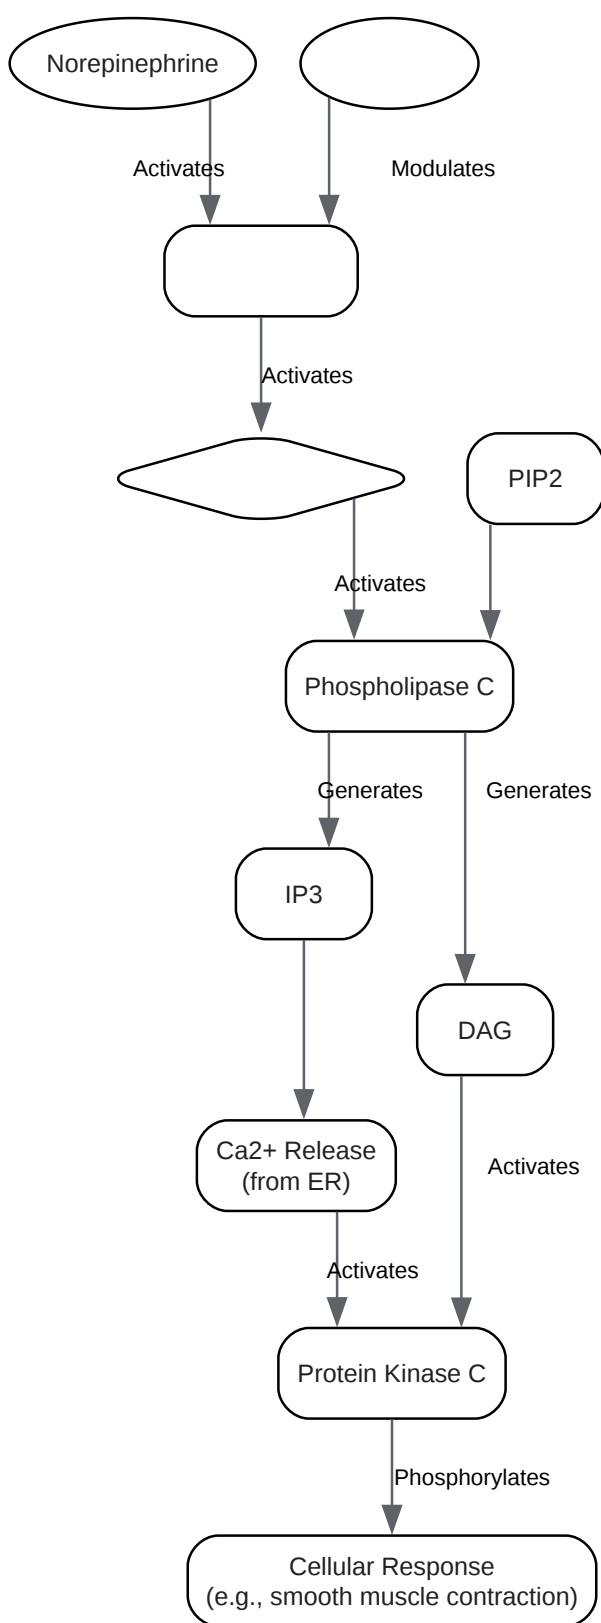 Norepinephrine
Activates
Modulates
Activates
PIP2
Activates
Phospholipase C
Generates
Generates
IP3
DAG
Ca2+ Release
(from ER)
Activates
Activates
Protein Kinase C
Phosphorylates
Cellular Response
(e.g., smooth muscle contraction)